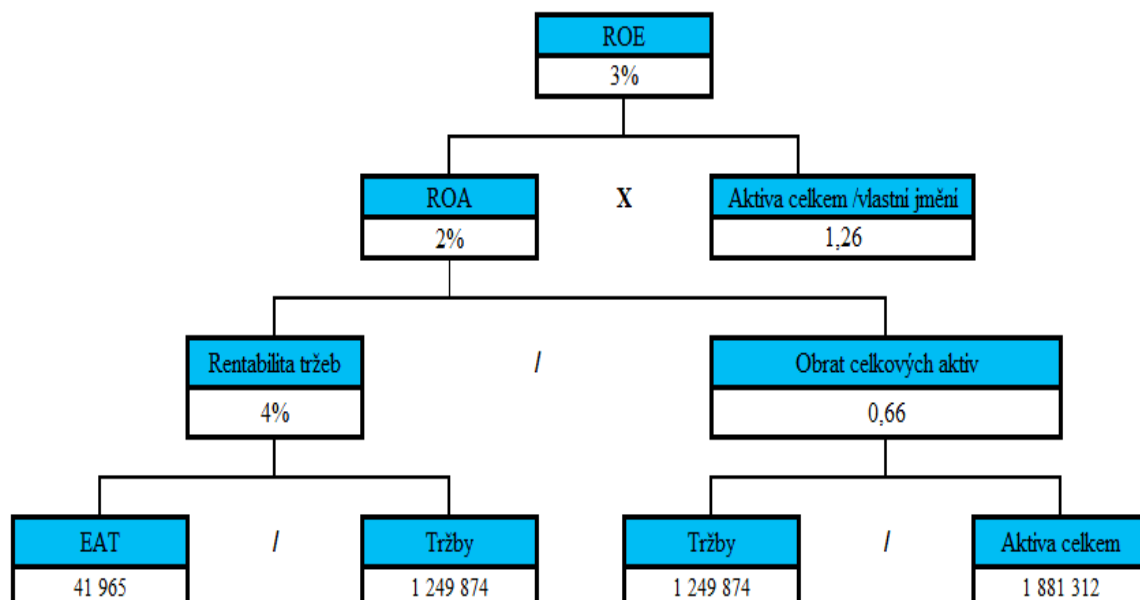 ROE
3%
ROA
X
Aktiva celkem /vlastní jmění
2%
1,26
Rentabilita tržeb
/
Obrat celkových aktiv
4%
0,66
EAT
/
Tržby
Tržby
/
Aktiva celkem
41 965
1 249 874
1 249 874
1 881 312